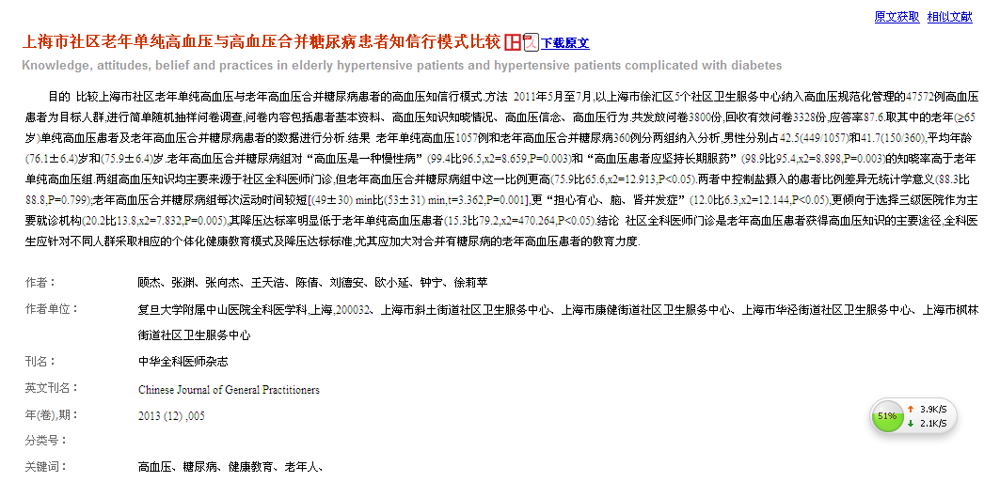 原文获取 相似文献
上海市社区老年单纯高血压与高血压合并糖尿病患者知信行模式比较 下载原文
Knowledge, attitudes, belief and practices in elderly hypertensive patients and hypertensive patients complicated with diabetes
目的 比较上海市社区老年单纯高血压与老年高血压合并糖尿病患者的高血压知信行模式.方法 2011年5月至7月,以上海市徐汇区5个社区卫生服务中心纳入高血压规范化管理的47572例高血压
患者为目标人群,进行简单随机抽样问卷调查,问卷内容包括患者基本资料、高血压知识知晓情况、高血压信念、高血压行为.共发放问卷3800份,回收有效问卷3328份,应答率87.6.取其中的老年(≥65
岁)单纯高血压患者及老年高血压合并糖尿病患者的数据进行分析.结果 老年单纯高血压1057例和老年高血压合并糖尿病360例分两组纳入分析,男性分别占42.5(449/1057)和41.7(150/360),平均年龄
(76.1±6.4)岁和(75.9±6.4)岁.老年高血压合并糖尿病组对“高血压是一种慢性病”(99.4比96.5,x2=8.659,P=0.003)和“高血压患者应坚持长期服药”(98.9比95.4,x2=8.898,P=0.003)的知晓率高于老年
单纯高血压组.两组高血压知识均主要来源于社区全科医师门诊,但老年高血压合并糖尿病组中这一比例更高(75.9比65.6,x2=12.913,P<0.05).两者中控制盐摄入的患者比例差异无统计学意义(88.3比
88.8,P=0.799);老年高血压合并糖尿病组每次运动时间较短[(49±30) min比(53±31) min,t=3.362,P=0.001],更“担心有心、脑、肾并发症”(12.0比6.3,x2=12.144,P<0.05),更倾向于选择三级医院作为主
要就诊机构(20.2比13.8,x2=7.832,P=0.005),其降压达标率明显低于老年单纯高血压患者(15.3比79.2,x2=470.264,P<0.05).结论 社区全科医师门诊是老年高血压患者获得高血压知识的主要途径,全科医
生应针对不同人群采取相应的个体化健康教育模式及降压达标标准,尤其应加大对合并有糖尿病的老年高血压患者的教育力度.
作者： 顾杰、张渊、张向杰、王天浩、陈倩、刘德安、欧小延、钟宁、徐莉苹
作者单位： 复旦大学附属中山医院全科医学科,上海,200032、上海市斜土街道社区卫生服务中心、上海市康健街道社区卫生服务中心、上海市华泾街道社区卫生服务中心、上海市枫林
街道社区卫生服务中心
刊名： 中华全科医师杂志
英文刊名： Chinese Journal of General Practitioners
年(卷),期： 2013 (12) ,005
分类号：
关键词： 高血压、糖尿病、健康教育、老年人、
51% 3.9K/S
2.1K/S